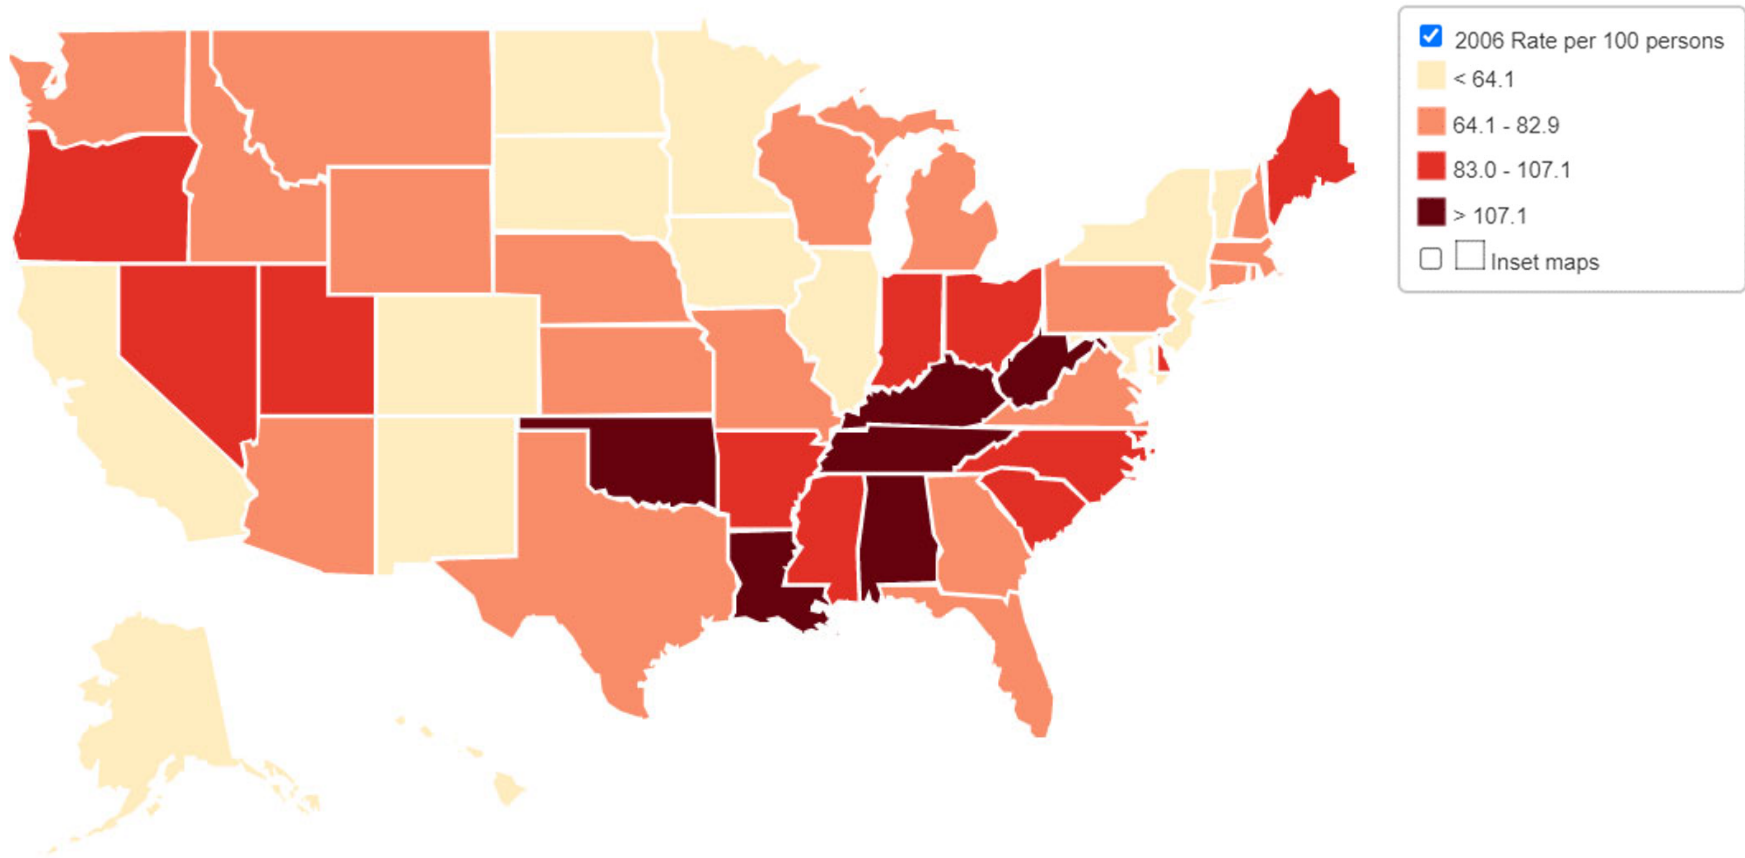 2006 Rate per 100 persons
< 64.1
64.1 - 82.9
83.0 - 107.1
> 107.1
Inset maps